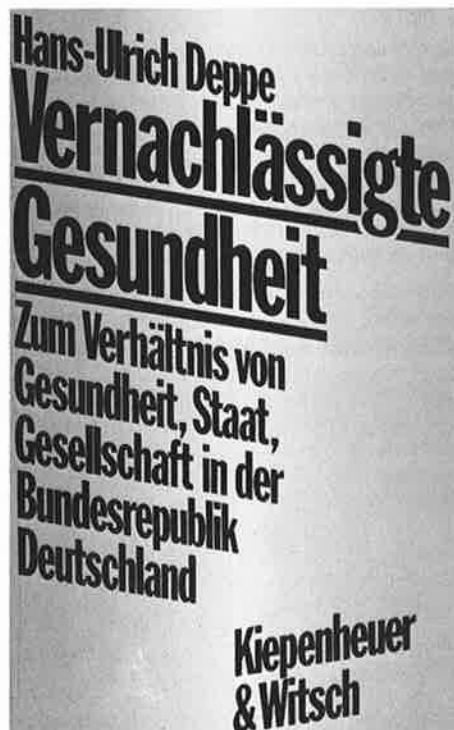 Hans-Ulrich Deppe
Vernachlässigte
Gesundheit
Zum Verhältnis von
Gesundheit, Staat,
Gesellschaft in der
Bundesrepublik
Deutschland
Kiepenheuer
& Witsch